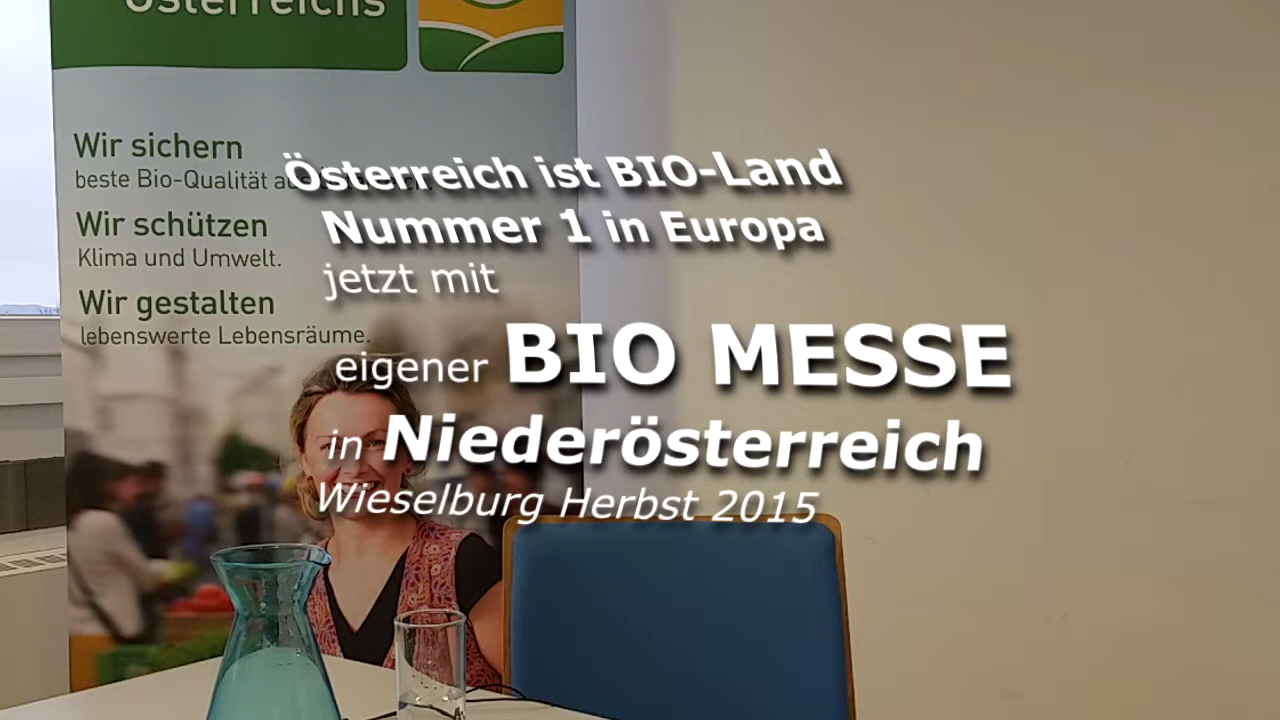 österreichs
Wir sichern
beste Bio-Qualität
Wir schützen
Klima und Umwelt.
Wir gestalten
lebenswerte Lebensräume.
Österreich ist BIO-Land
Nummer 1 in Europa
jetzt mit
eigener BIO MESSE
in Niederösterreich
Wieselburg Herbst 2015